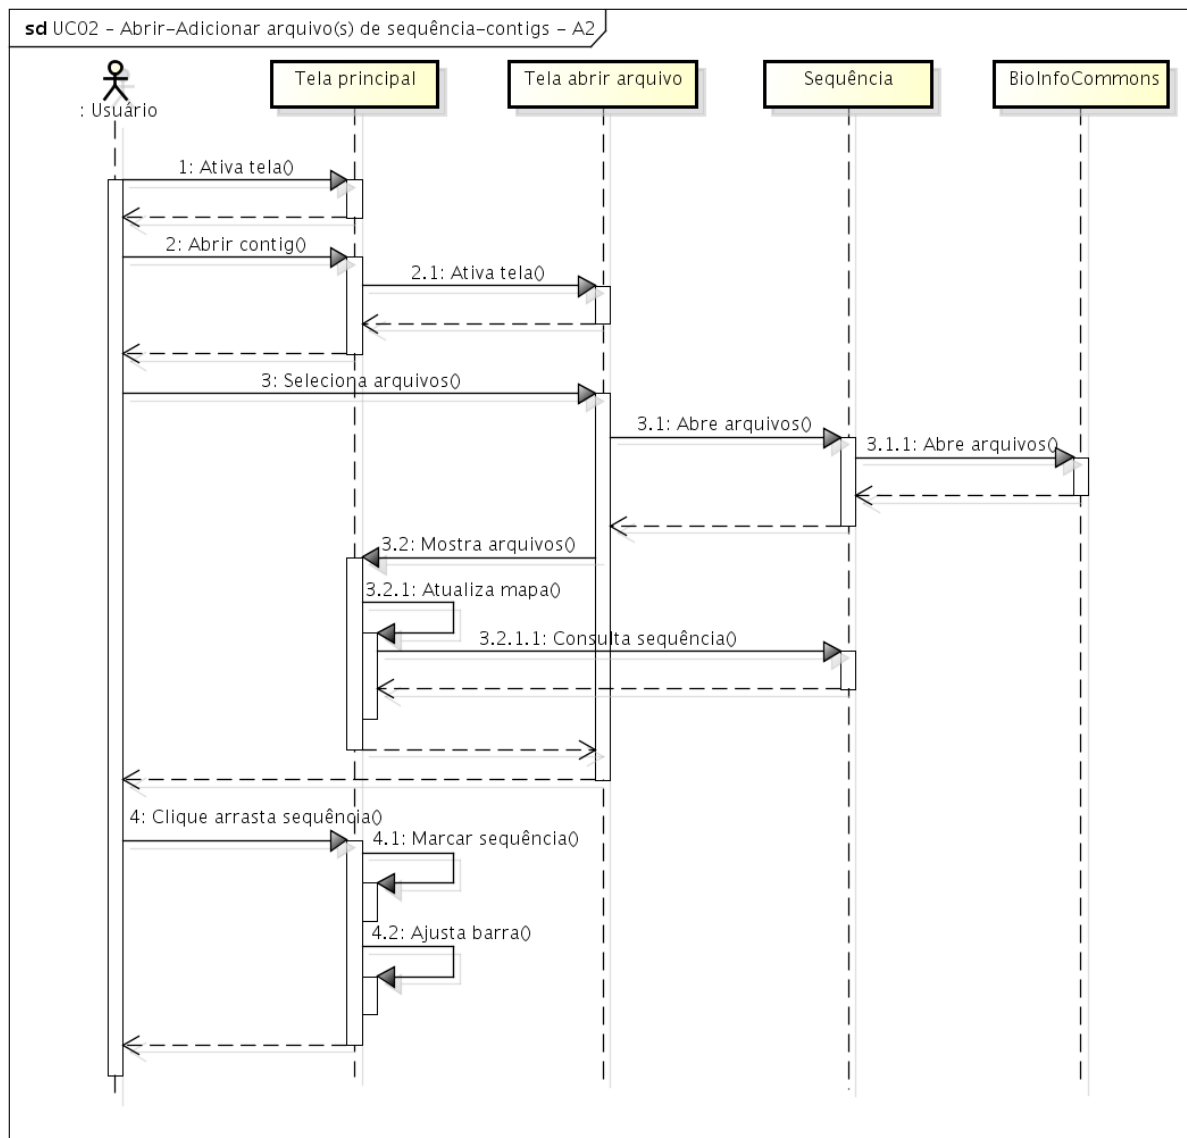 sd UC02 - Abrir-Adicionar arquivo(s) de sequência-contigs - A2
: Usuário
Tela principal
Tela abrir arquivo
Sequência
BioInfoCommons
1: Ativa tela()
2: Abrir contig()
2.1: Ativa tela()
3: Seleciona arquivos()
3.1: Abre arquivos()
3.1.1: Abre arquivos()
3.2: Mostra arquivos()
3.2.1: Atualiza mapa()
3.2.1.1: Consulta sequência()
4: Clique arrasta sequência()
4.1: Marcar sequência()
4.2: Ajusta barra()